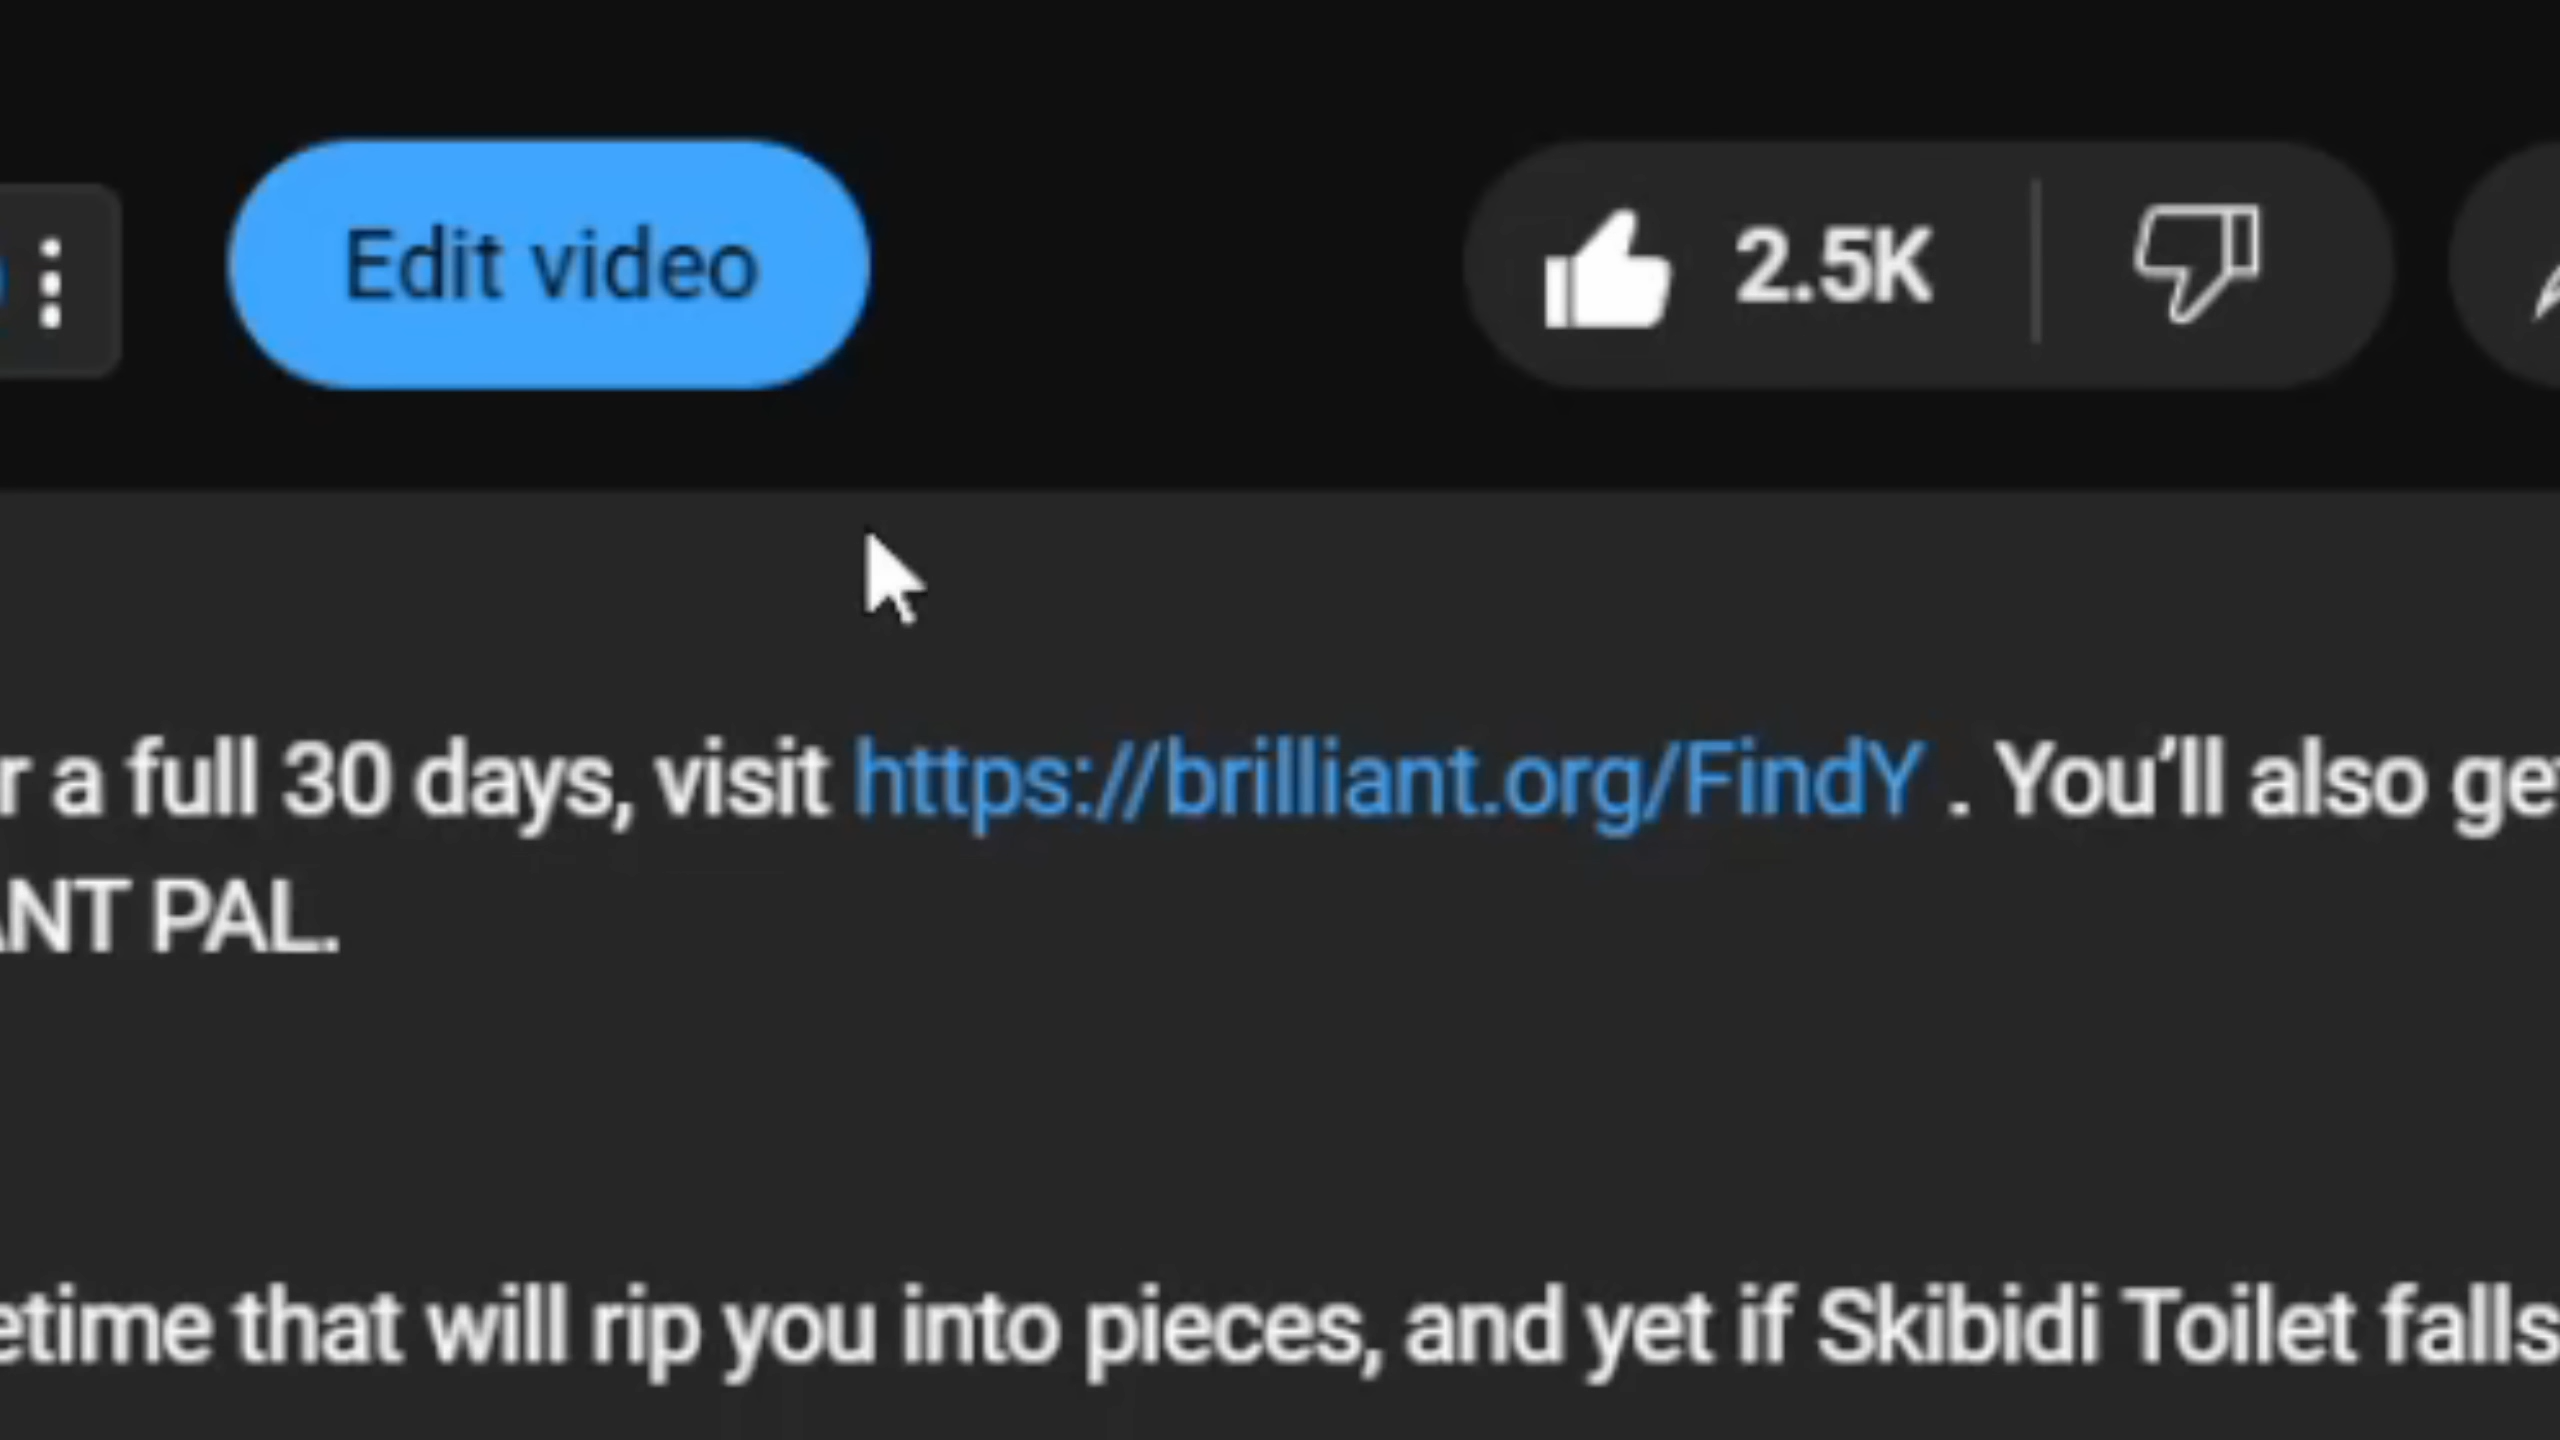 Edit video
2.5K
r a full 30 days, visit https://brilliant.org/FindY . You’ll also get
ANT PAL.
etime that will rip you into pieces, and yet if Skibidi Toilet falls